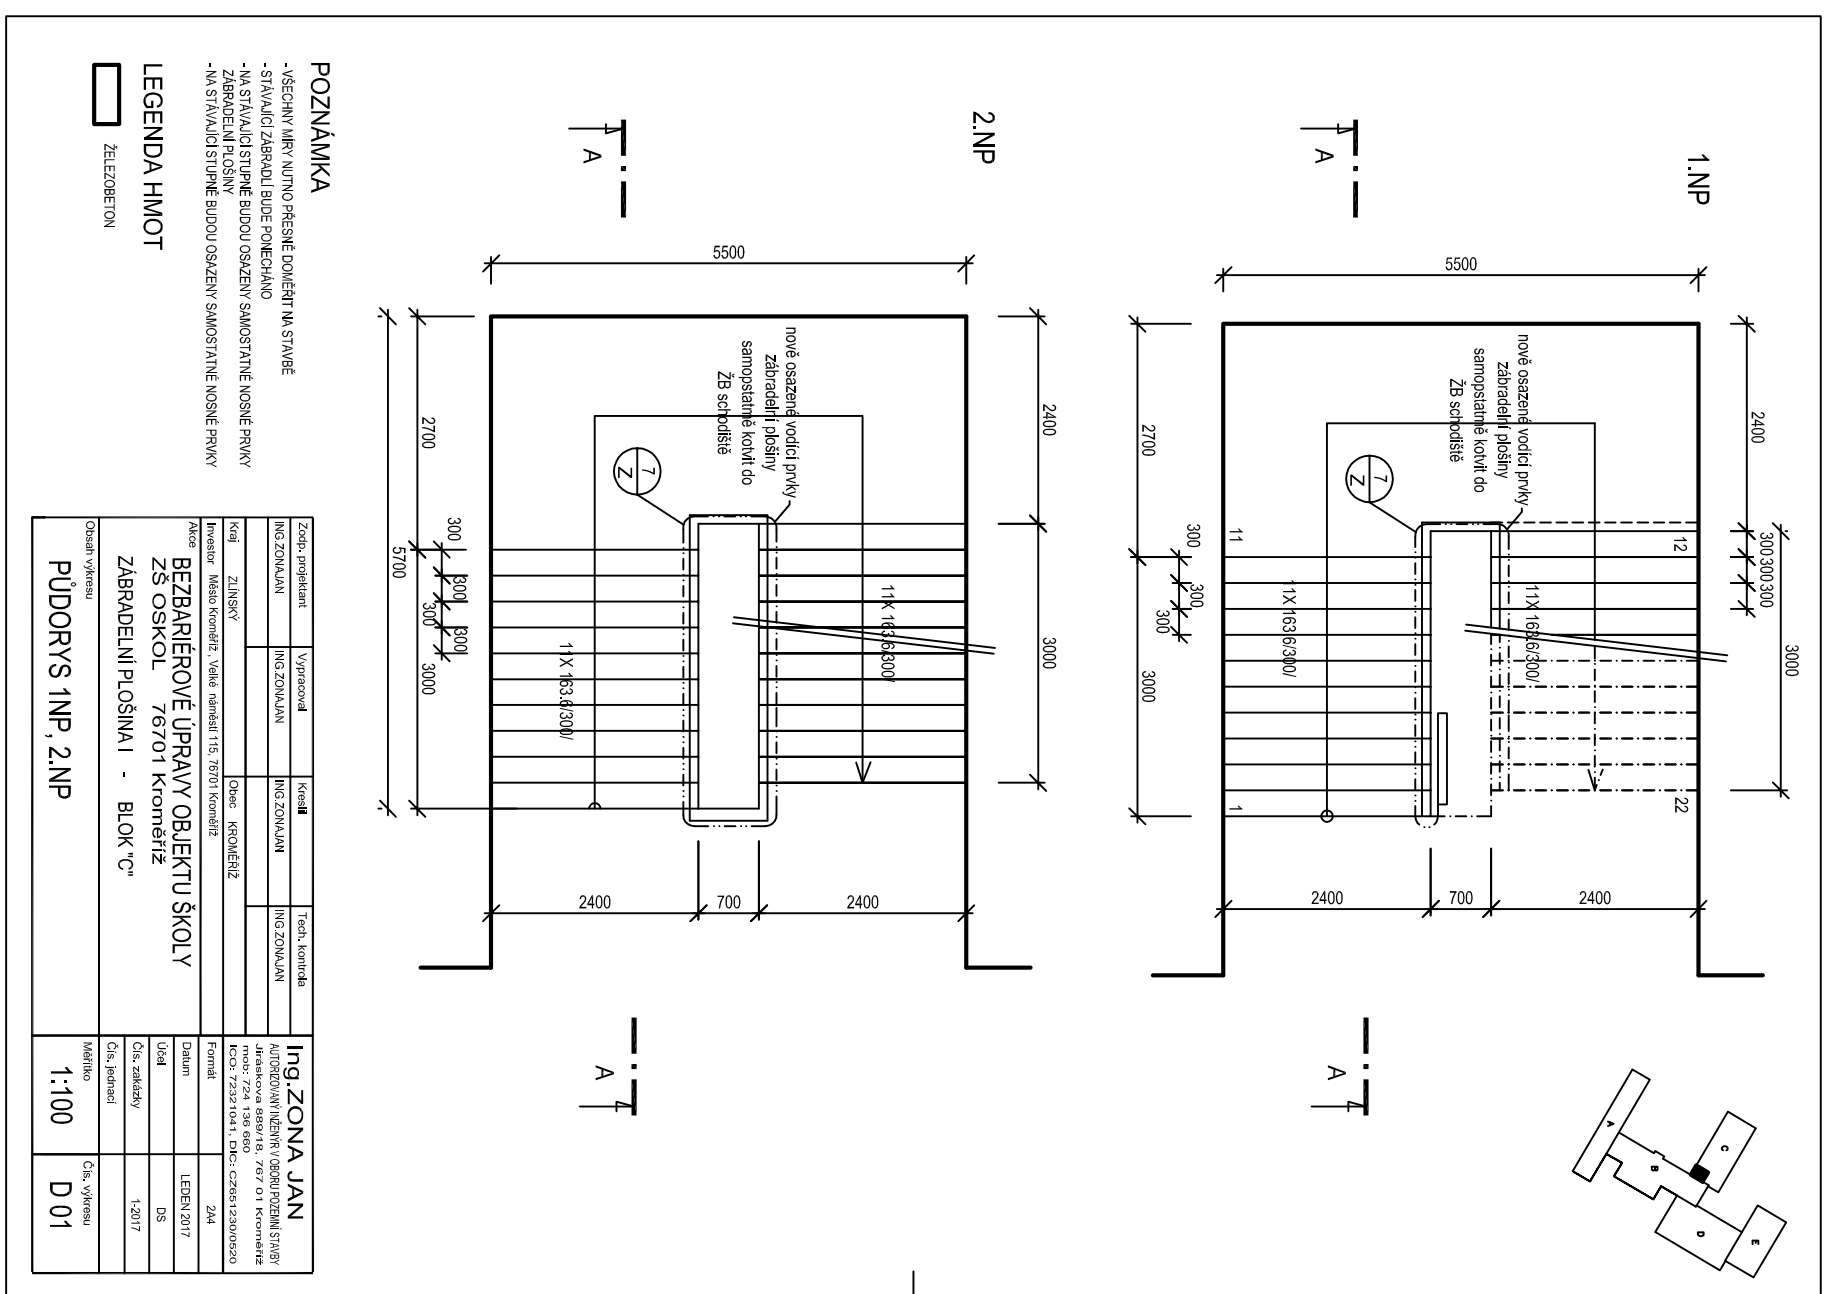 1.NP
A
5500
2400
300
300
300
3000
12
22
11
1
nově osazené vodící prvky
zábradelní plošiny
samopstatmě kotvit do
ŽB schodiště
7
Z
11X 163.6/300/
11X 163.6/300/
2700
300
300
300
3000
2400
700
2400
A
A
B
C
D
E
2.NP
A
5500
2400
3000
nově osazené vodící prvky
zábradelní plošiny
samopstatmě kotvit do
ŽB schodiště
7
Z
11X 163.6/300/
11X 163.6/300/
2700
300
300
300
300
3000
5700
2400
700
2400
A
POZNÁMKA
- VŠECHNY MÍRY NUTNO PŘESNĚ DOMĚŘIT NA STAVBĚ
- STÁVAJÍCÍ ZÁBRADLÍ BUDE PONECHÁNO
- NA STÁVAJÍCÍ STUPNĚ BUDOU OSAZENY SAMOSTATNÉ NOSNÉ PRVKY
ZÁBRADELNÍ PLOŠINY
- NA STÁVAJÍCÍ STUPNĚ BUDOU OSAZENY SAMOSTATNÉ NOSNÉ PRVKY
LEGENDA HMOT
ŽELEZOBETON
Zodp. projektant Vypracoval Kreslil Tech. kontrola
ING.ZONAJAN ING.ZONAJAN ING.ZONAJAN ING.ZONAJAN
Kraj ZLÍNSKÝ Obec KROMĚŘÍŽ
Investor Město Kroměříž , Velké náměstí 115, 76701 Kroměříž
Akce
BEZBARIÉROVÉ ÚPRAVY OBJEKTU ŠKOLY
ZŠ OSKOL 76701 Kroměříž
ZÁBRADELNÍ PLOŠINA I - BLOK "C"
Obsah výkresu
PŮDORYS 1NP, 2.NP
Ing.ZONA JAN
AUTORIZOVANÝ INŽENÝR V OBORU POZEMNÍ STAVBY
Jiráskova 889/18, 767 01 Kroměříž
mob: 724 136 660
ICO: 72321041, DIC: CZ651230/0520
Formát 2A4
Datum LEDEN 2017
Účel DS
Čís. zakázky 1-2017
Čís. jednací
Měřítko Čís. výkresu
1:100 D 01